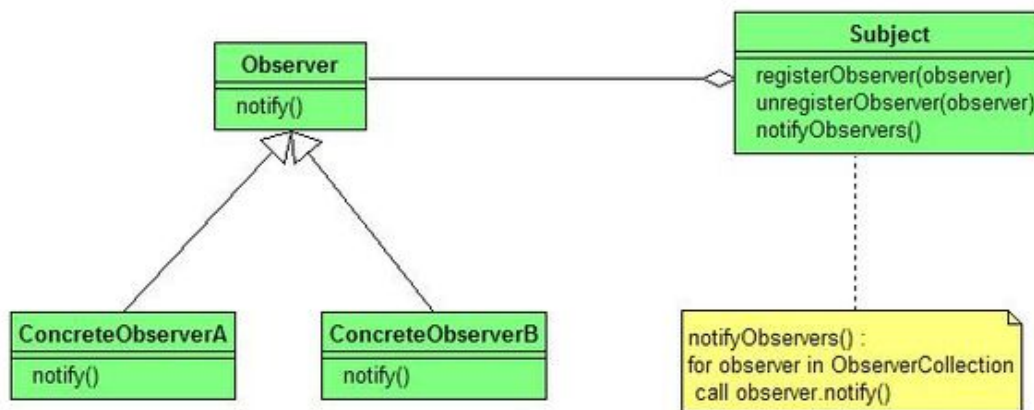 Observer
notify()
Subject
registerObserver(observer)
unregisterObserver(observer)
notifyObservers()
ConcreteObserverA
notify()
ConcreteObserverB
notify()
notifyObservers() :
for observer in ObserverCollection
call observer.notify()